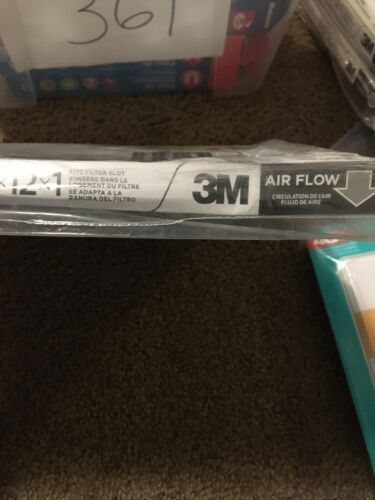 361
x12x1
FITS FILTER SLOT
S'INSÈRE DANS LE
LOGEMENT DU FILTRE
SE ADAPTA A LA
RANURA DEL FILTRO
3M
AIR FLOW
CIRCULATION DE L'AIR
FLUJO DE AIRE